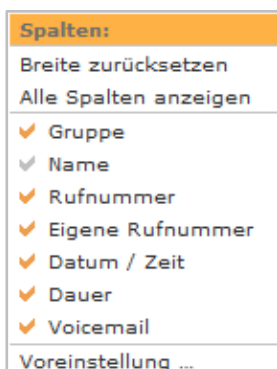 Spalten:
Breite zurücksetzen
Alle Spalten anzeigen
Gruppe
Name
Rufnummer
Eigene Rufnummer
Datum / Zeit
Dauer
Voicemail
Voreinstellung ...